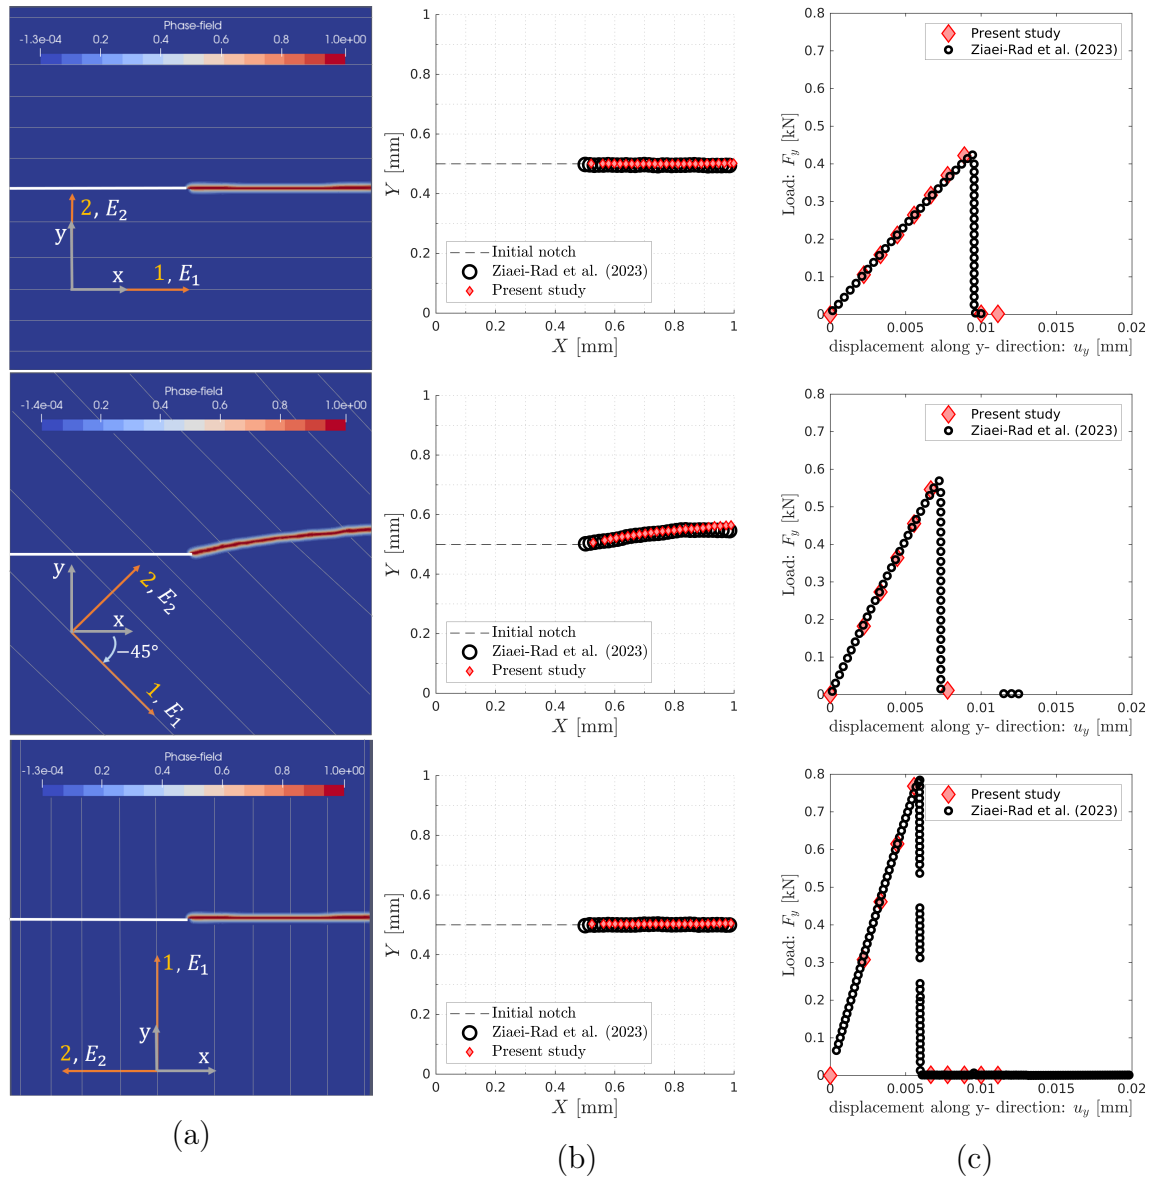 Phase-field
-1.3e-04 0.2 0.4 0.6 0.8 1.0e+00
2, E2
y
x
1, E1
1
0.8
0.6
0.4
0.2
0
Y [mm]
Initial notch
Ziaei-Rad et al. (2023)
Present study
0 0.2 0.4 0.6 0.8 1
X [mm]
0.8
0.7
0.6
0.5
0.4
0.3
0.2
0.1
0
Load: Fy [kN]
Present study
Ziaei-Rad et al. (2023)
0 0.005 0.01 0.015 0.02
displacement along y- direction: uy [mm]
Phase-field
-1.4e-04 0.2 0.4 0.6 0.8 1.0e+00
y
2, E2
x
−45°
1, E1
1
0.8
0.6
0.4
0.2
0
Y [mm]
Initial notch
Ziaei-Rad et al. (2023)
Present study
0 0.2 0.4 0.6 0.8 1
X [mm]
0.8
0.7
0.6
0.5
0.4
0.3
0.2
0.1
0
Load: Fy [kN]
Present study
Ziaei-Rad et al. (2023)
0 0.005 0.01 0.015 0.02
displacement along y- direction: uy [mm]
Phase-field
-1.3e-04 0.2 0.4 0.6 0.8 1.0e+00
1, E1
y
2, E2
x
1
0.8
0.6
0.4
0.2
0
Y [mm]
Initial notch
Ziaei-Rad et al. (2023)
Present study
0 0.2 0.4 0.6 0.8 1
X [mm]
0.8
0.7
0.6
0.5
0.4
0.3
0.2
0.1
0
Load: Fy [kN]
Present study
Ziaei-Rad et al. (2023)
0 0.005 0.01 0.015 0.02
displacement along y- direction: uy [mm]
(a)
(b)
(c)